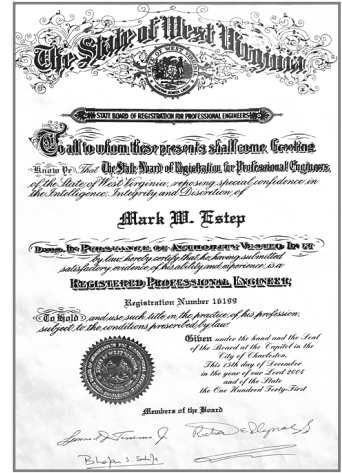 The State of West Virginia
STATE BOARD OF REGISTRATION FOR PROFESSIONAL ENGINEERS
To all to whom these presents shall come, Greeting
Know Ye That The State Board of Registration for Professional Engineers,
of the State of West Virginia, reposing special confidence in
the Intelligence, Integrity and Discretion, of
Mark W. Estep
DOES, IN PURSUANCE OF AUTHORITY VESTED IN IT
by law, hereby certify that he having submitted
satisfactory evidence of his ability and experience, is a
REGISTERED PROFESSIONAL ENGINEER;
Registration Number 16199
To Hold, and use such title, in the practice of his profession,
subject to the conditions prescribed by law.
Given under the hand and the Seal
of the Board at the Capitol in the
City of Charleston,
This 15th day of December
in the year of our Lord 2004
and of the State
the One Hundred Forty-First
Members of the Board